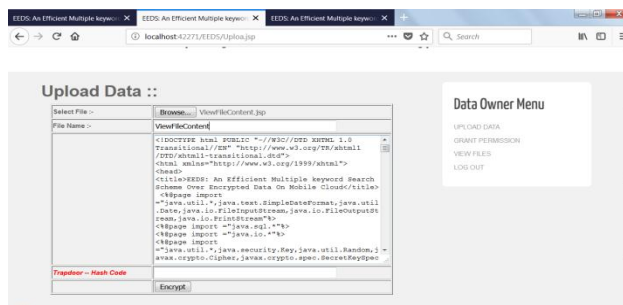 EEDS: An Efficient Multiple keywor
EEDS: An Efficient Multiple keywor
EEDS: An Efficient Multiple keywor
localhost:42271/EEDS/Uploa.jsp
Search
Upload Data ::
Select File :-
Browse... ViewFileContent.jsp
File Name :-
ViewFileContent
<!DOCTYPE html PUBLIC "-//W3C//DTD XHTML 1.0
Transitional//EN" "http://www.w3.org/TR/xhtml1
/DTD/xhtml1-transitional.dtd">
<html xmlns="http://www.w3.org/1999/xhtml">
<head>
<title>EEDS: An Efficient Multiple keyword Search
Scheme Over Encrypted Data On Mobile Cloud</title>
<%@page import
="java.util.*,java.text.SimpleDateFormat,java.util
.Date,java.io.FileInputStream,java.io.FileOutputSt
ream,java.io.PrintStream"%>
<%@page import ="java.sql.*"%>
<%@page import ="java.io.*"%>
<%@page import
="java.util.*,java.security.Key,java.util.Random,j
avax.crypto.Cipher,javax.crypto.spec.SecretKeySpec
Trapdoor -- Hash Code
Encrypt
Data Owner Menu
UPLOAD DATA
GRANT PERMISSION
VIEW FILES
LOG OUT